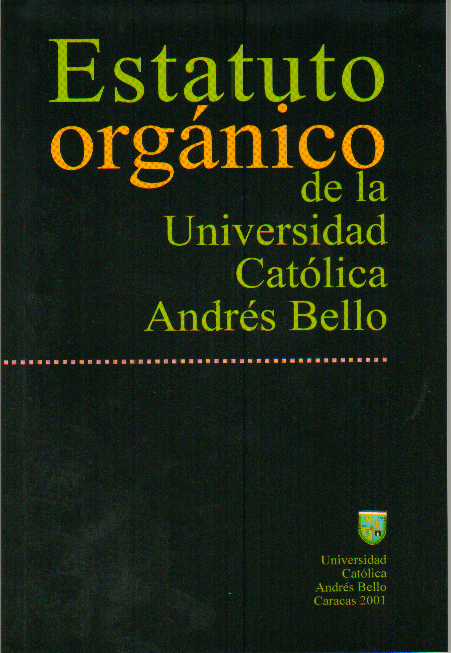 Estatuto
orgánico
de la
Universidad
Católica
Andrés Bello
Universidad
Católica
Andrés Bello
Caracas 2001